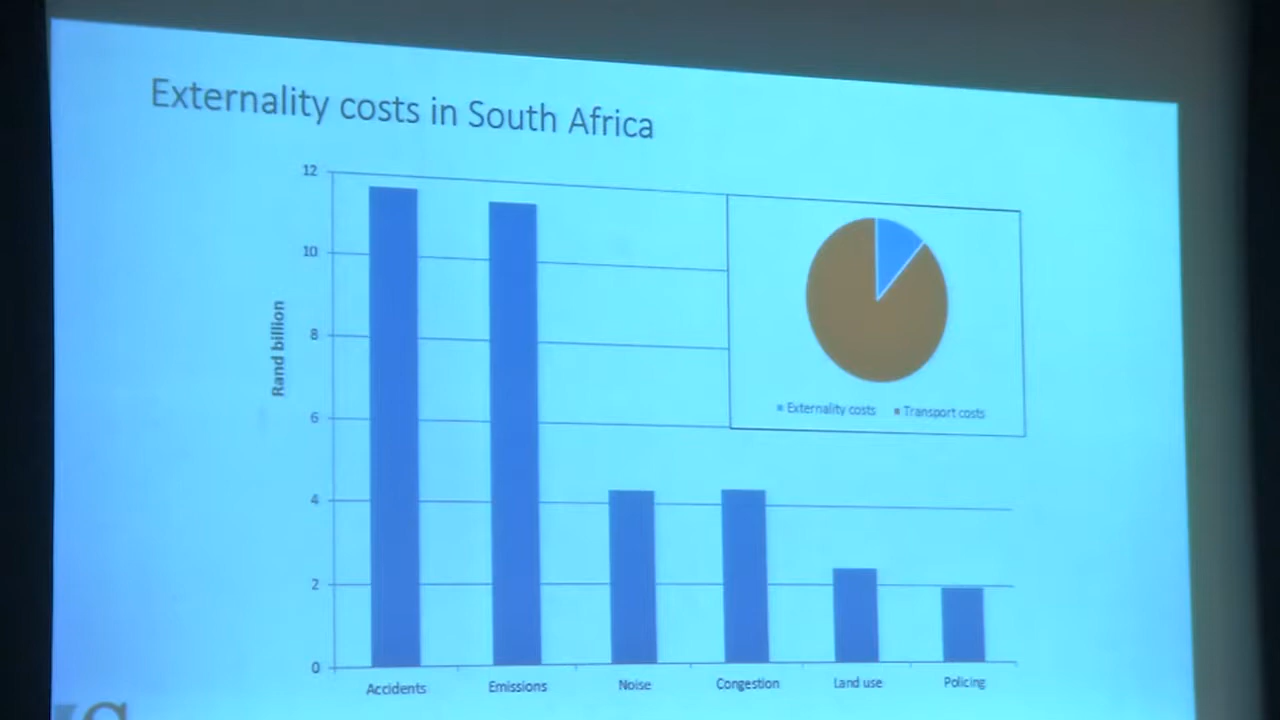 Externality costs in South Africa
12
10
8
6
4
2
0
Rand billion
Externality costs Transport costs
Accidents Emissions Noise Congestion Land use Policing